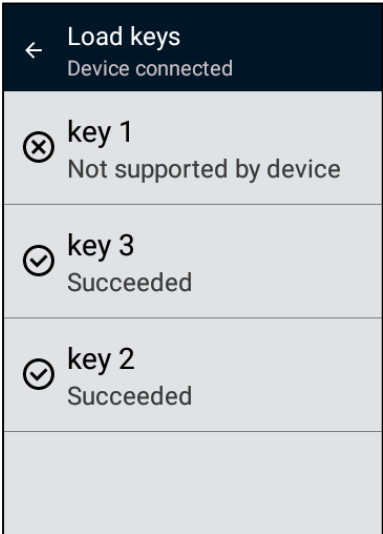 Load keys
Device connected
key 1
Not supported by device
key 3
Succeeded
key 2
Succeeded